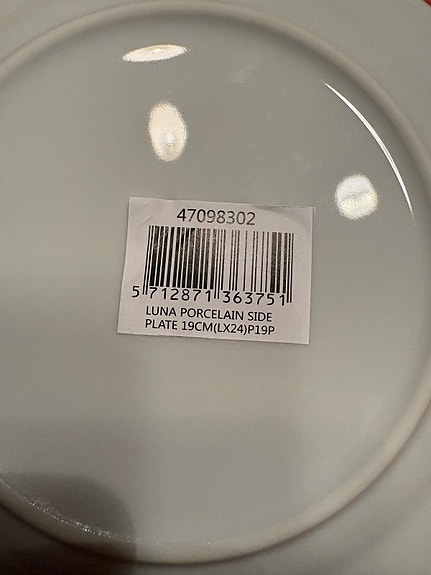 47098302
5 712871 363751
LUNA PORCELAIN SIDE
PLATE 19CM(LX24)P19P